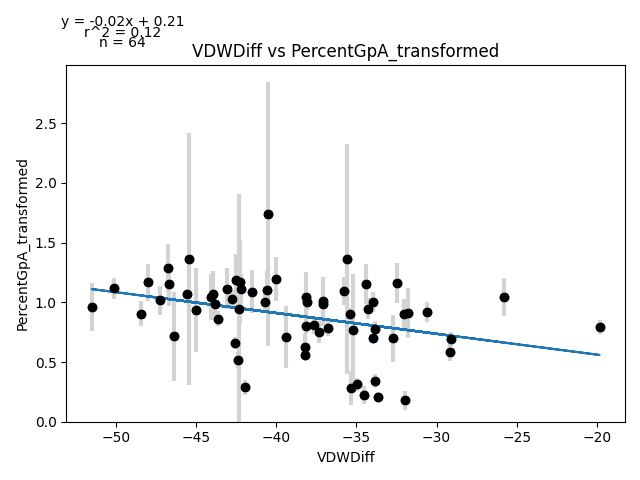 y = -0.02x + 0.21
r^2 = 0.12
n = 64
VDWDiff vs PercentGpA_transformed
PercentGpA_transformed
2.5
2.0
1.5
1.0
0.5
0.0
−50
−45
−40
−35
−30
−25
−20
VDWDiff